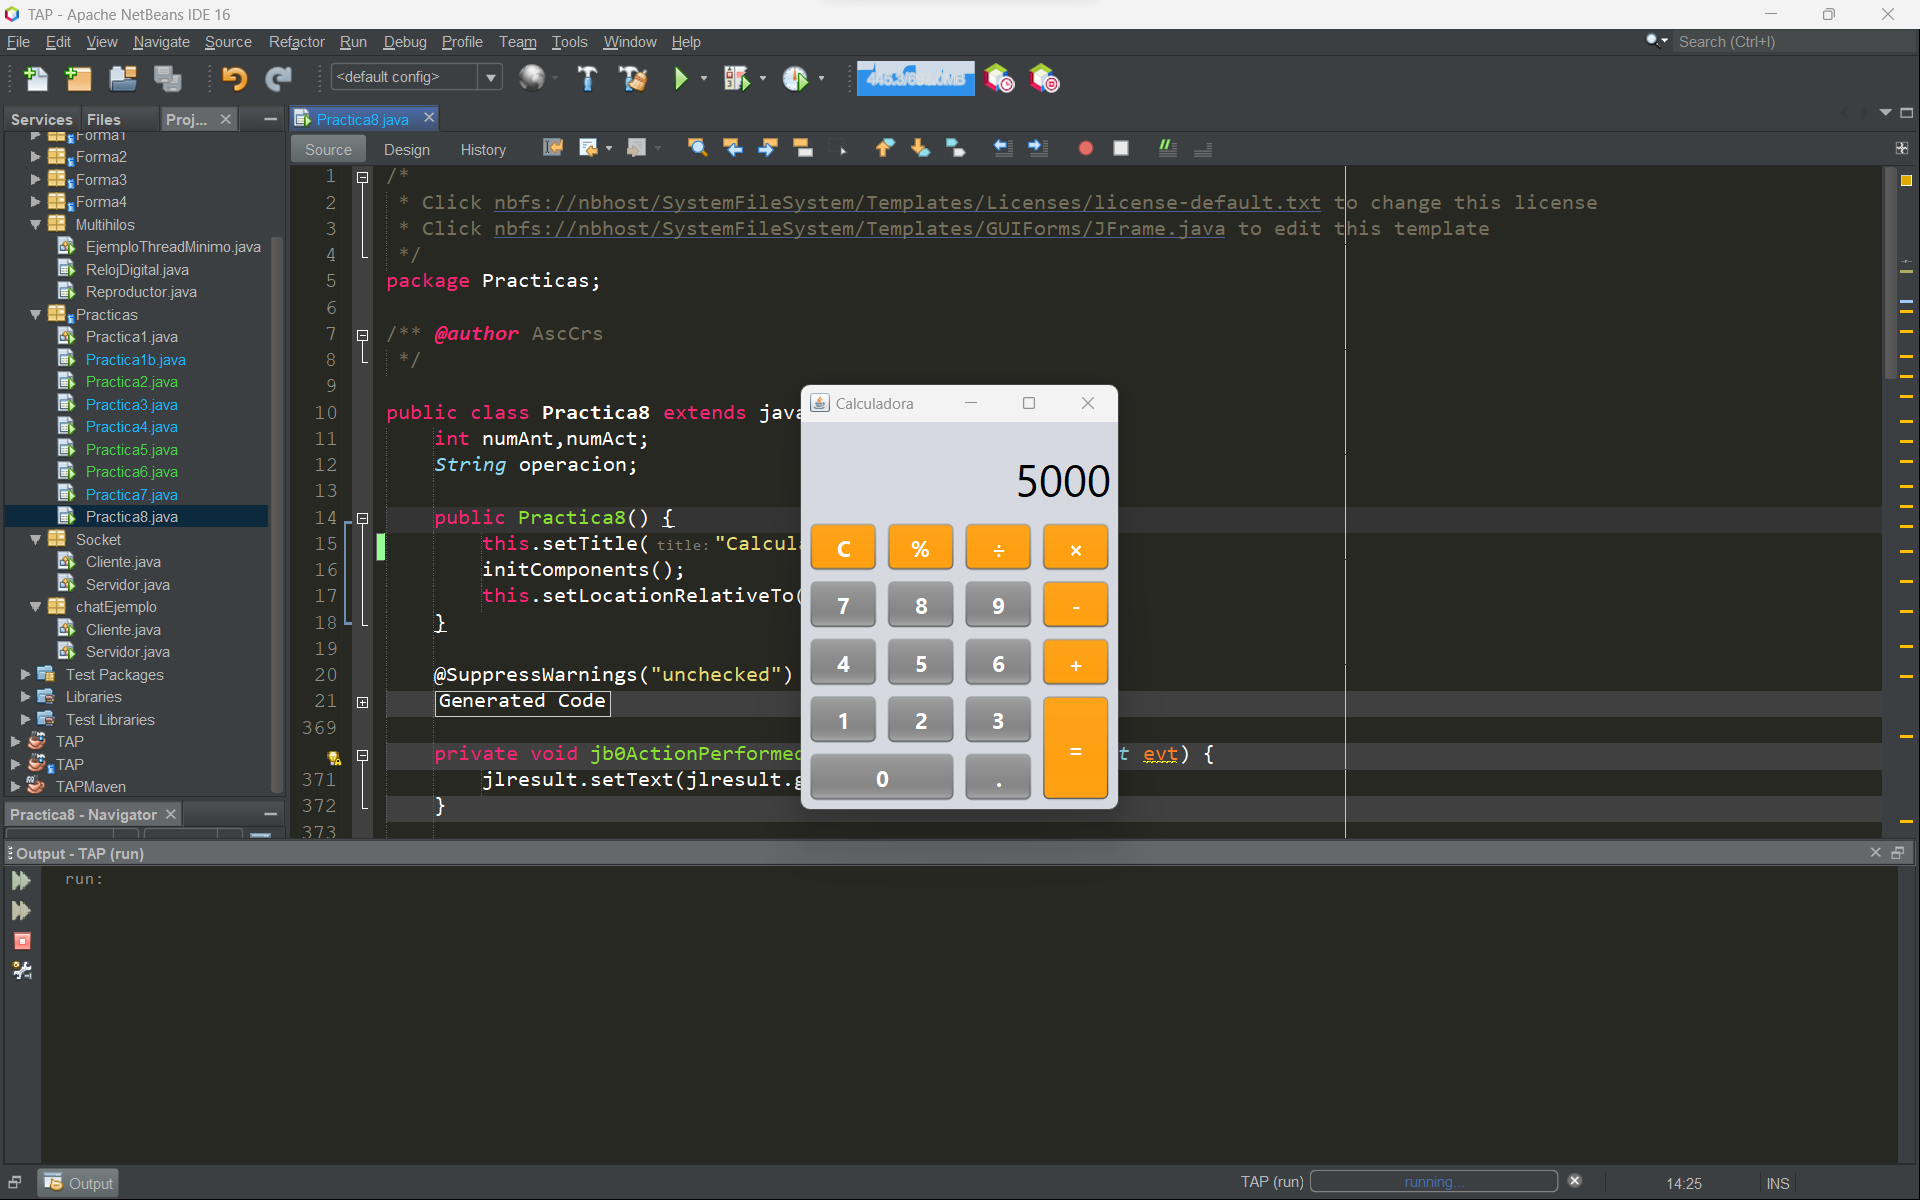 TAP - Apache NetBeans IDE 16
File Edit View Navigate Source Refactor Run Debug Profile Team Tools Window Help
Search (Ctrl+I)
<default config>
Services Files Proj...
Practica8.java
Source Design History
Forma1
Forma2
Forma3
Forma4
Multihilos
EjemploThreadMinimo.java
RelojDigital.java
Reproductor.java
Practicas
Practica1.java
Practica1b.java
Practica2.java
Practica3.java
Practica4.java
Practica5.java
Practica6.java
Practica7.java
Practica8.java
Socket
Cliente.java
Servidor.java
chatEjemplo
Cliente.java
Servidor.java
Test Packages
Libraries
Test Libraries
TAP
TAP
TAPMaven
Practica8 - Navigator
1 /*
2 * Click nbfs://nbhost/SystemFileSystem/Templates/Licenses/license-default.txt to change this license
3 * Click nbfs://nbhost/SystemFileSystem/Templates/GUIForms/JFrame.java to edit this template
4 */
5 package Practicas;
6
7 /** @author AscCrs
8 */
9
10 public class Practica8 extends java
11 int numAnt,numAct;
12 String operacion;
13
14 public Practica8() {
15 this.setTitle( title: "Calcul
16 initComponents();
17 this.setLocationRelativeTo(
18 }
19
20 @SuppressWarnings("unchecked")
21 Generated Code
369
private void jb0ActionPerformed t evt) {
371 jlresult.setText(jlresult.g
372 }
373
Calculadora
5000
C % ÷ ×
7 8 9 -
4 5 6 +
1 2 3 =
0 .
Output - TAP (run)
run:
Output
TAP (run) running... 14:25 INS